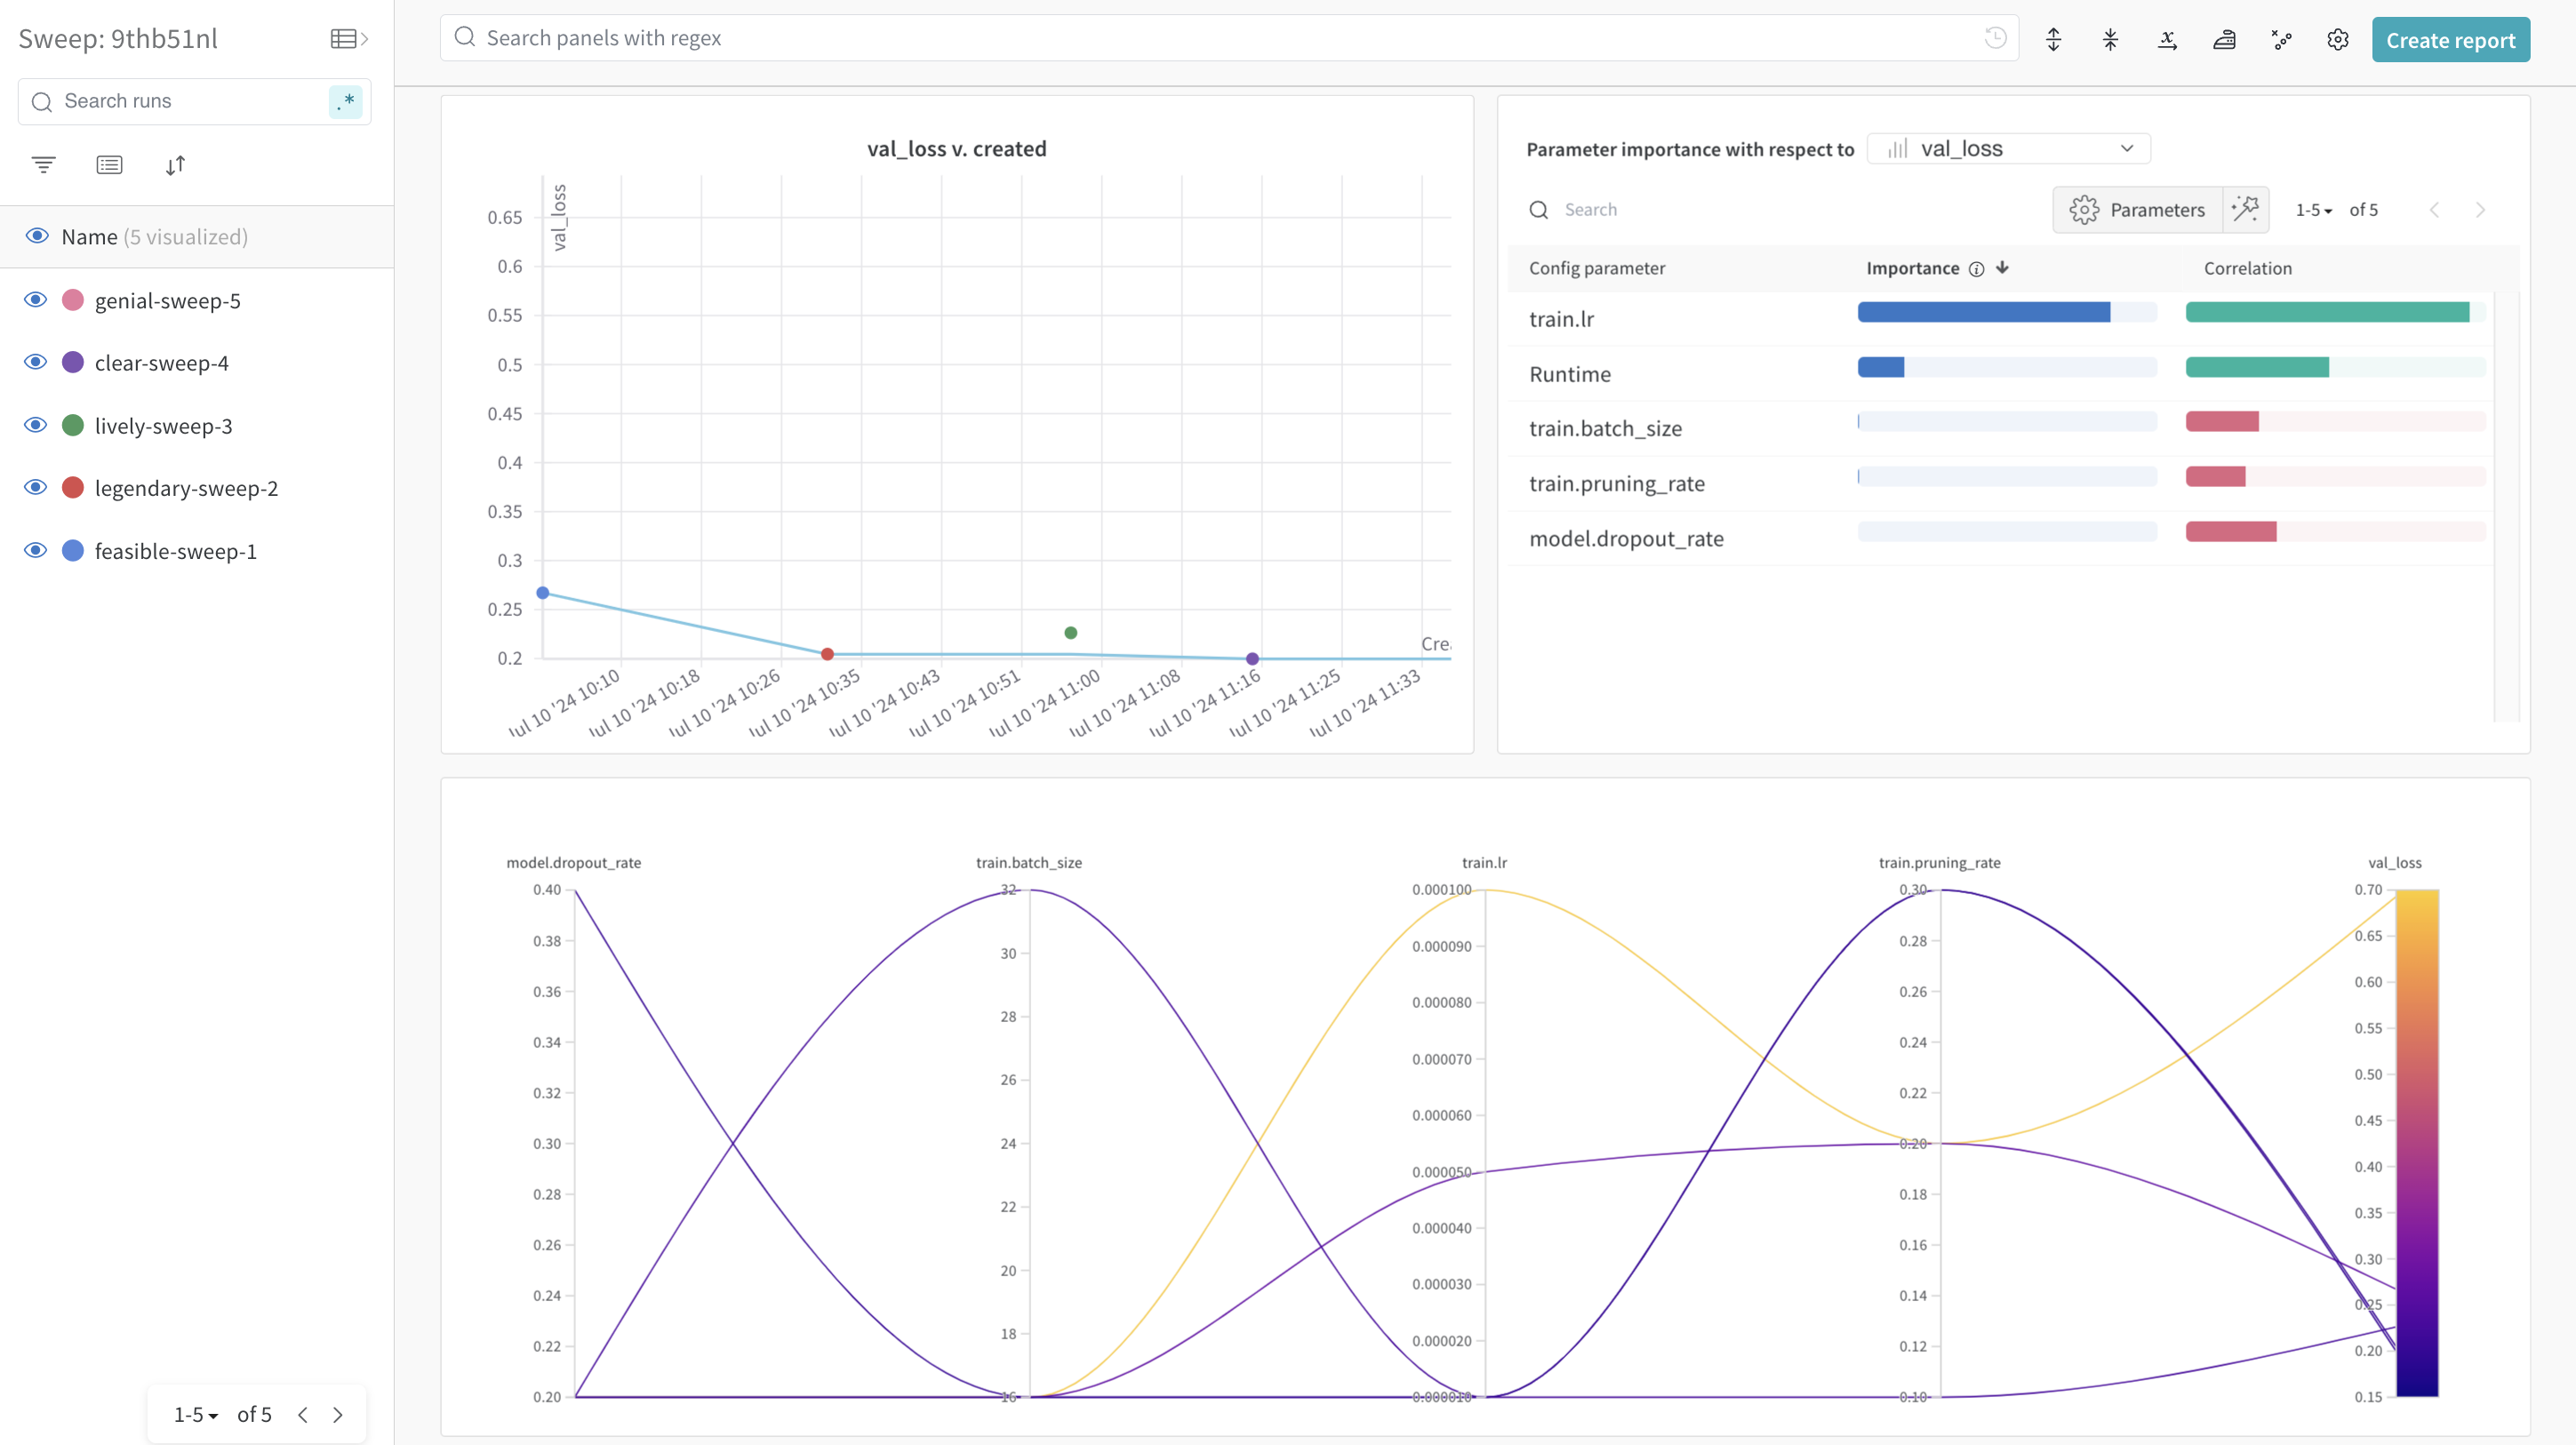 Sweep: 9thb51nl
Search runs
.*
Name (5 visualized)
genial-sweep-5
clear-sweep-4
lively-sweep-3
legendary-sweep-2
feasible-sweep-1
1-5 of 5
Search panels with regex
Create report
val_loss v. created
val_loss
0.65
0.6
0.55
0.5
0.45
0.4
0.35
0.3
0.25
0.2
Cre
ul 10 '24 10:10
ul 10 '24 10:18
ul 10 '24 10:26
ul 10 '24 10:35
ul 10 '24 10:43
ul 10 '24 10:51
ul 10 '24 11:00
ul 10 '24 11:08
ul 10 '24 11:16
ul 10 '24 11:25
ul 10 '24 11:33
Parameter importance with respect to val_loss
Search Parameters 1-5 of 5
Config parameter Importance Correlation
train.lr
Runtime
train.batch_size
train.pruning_rate
model.dropout_rate
model.dropout_rate
0.40
0.38
0.36
0.34
0.32
0.30
0.28
0.26
0.24
0.22
0.20
train.batch_size
32
30
28
26
24
22
20
18
16
train.lr
0.000100
0.000090
0.000080
0.000070
0.000060
0.000050
0.000040
0.000030
0.000020
0.000010
train.pruning_rate
0.30
0.28
0.26
0.24
0.22
0.20
0.18
0.16
0.14
0.12
0.10
val_loss
0.70
0.65
0.60
0.55
0.50
0.45
0.40
0.35
0.30
0.25
0.20
0.15